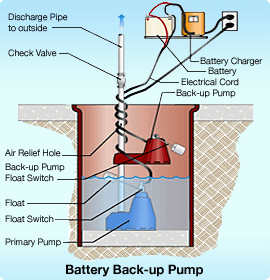 Discharge Pipe
to outside
Check Valve
Battery Charger
Battery
Electrical Cord
Back-up Pump
Air Relief Hole
Back-up Pump
Float Switch
Float
Float Switch
Primary Pump
Battery Back-up Pump